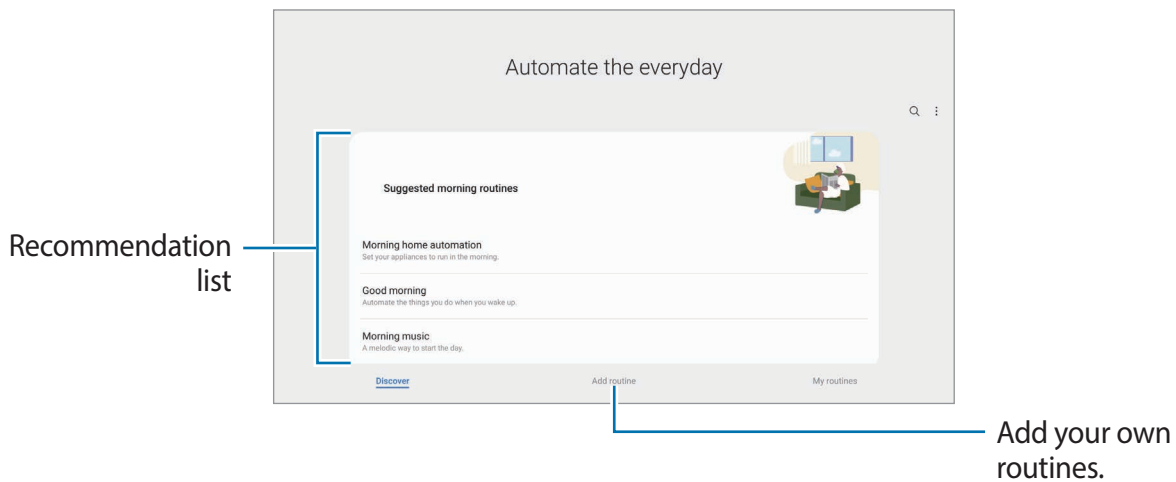 Automate the everyday
Suggested morning routines
Recommendation
list
Morning home automation
Set your appliances to run in the morning.
Good morning
Automate the things you do when you wake up.
Morning music
A melodic way to start the day.
Discover
Add routine
My routines
Add your own
routines.